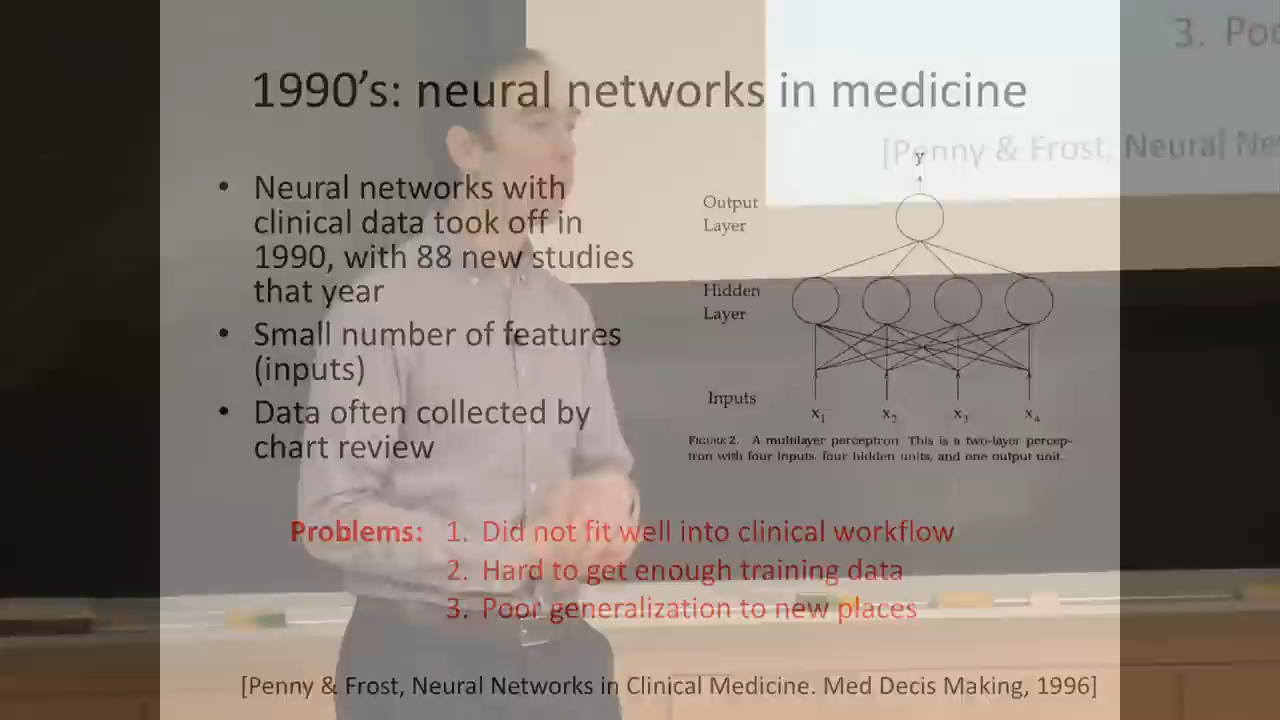 1990's: neural networks in medicine
• Neural networks with
clinical data took off in
1990, with 88 new studies
that year
• Small number of features
(inputs)
• Data often collected by
chart review
y
Output
Layer
Hidden
Layer
Inputs
x1 x2 x3 x4
FIGURE 2. A multilayer perceptron. This is a two-layer percep-
tron with four inputs, four hidden units, and one output unit.
Problems: 1. Did not fit well into clinical workflow
2. Hard to get enough training data
3. Poor generalization to new places
[Penny & Frost, Neural Networks in Clinical Medicine. Med Decis Making, 1996]
3.
[Penny & Frost, Neural